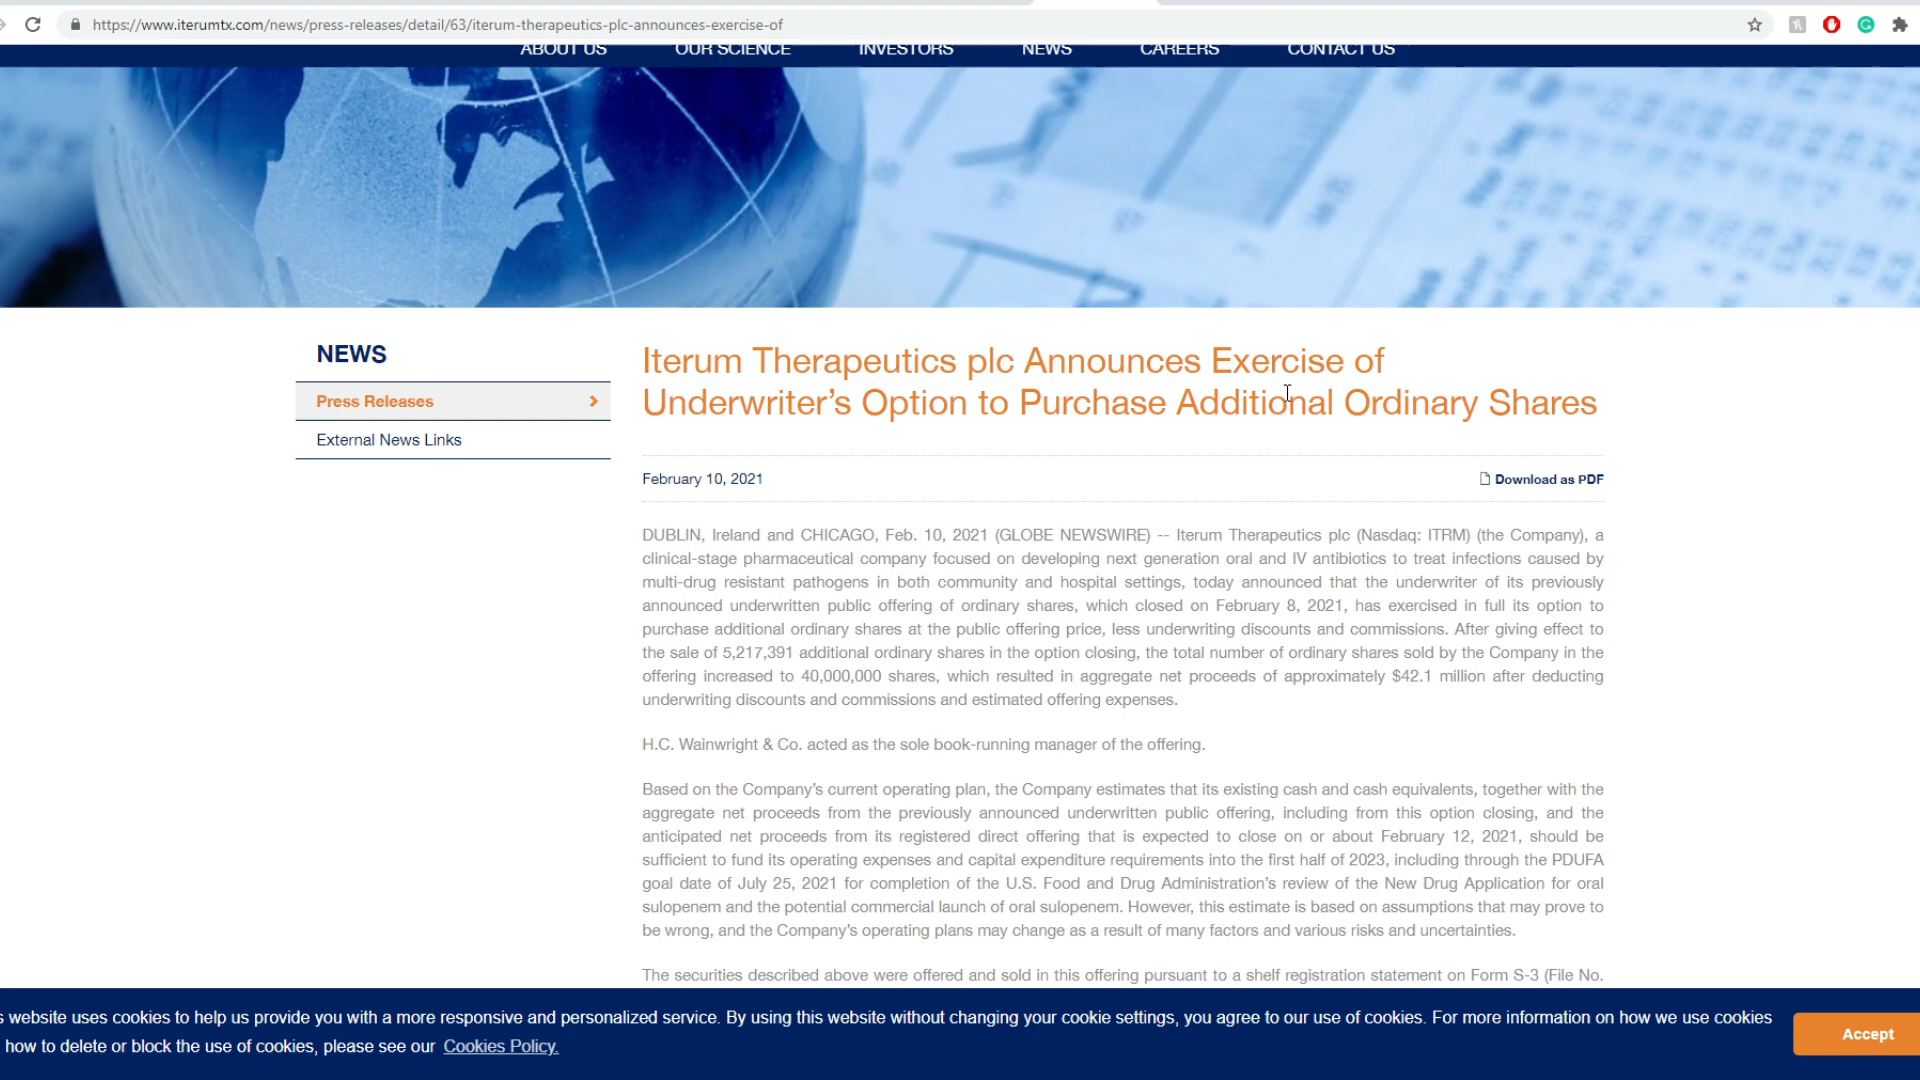 https://www.iterumtx.com/news/press-releases/detail/63/iterum-therapeutics-plc-announces-exercise-of
ABOUT US OUR SCIENCE INVESTORS NEWS CAREERS CONTACT US
NEWS
Press Releases
External News Links
Iterum Therapeutics plc Announces Exercise of
Underwriter’s Option to Purchase Additional Ordinary Shares
February 10, 2021
Download as PDF
DUBLIN, Ireland and CHICAGO, Feb. 10, 2021 (GLOBE NEWSWIRE) -- Iterum Therapeutics plc (Nasdaq: ITRM) (the Company), a
clinical-stage pharmaceutical company focused on developing next generation oral and IV antibiotics to treat infections caused by
multi-drug resistant pathogens in both community and hospital settings, today announced that the underwriter of its previously
announced underwritten public offering of ordinary shares, which closed on February 8, 2021, has exercised in full its option to
purchase additional ordinary shares at the public offering price, less underwriting discounts and commissions. After giving effect to
the sale of 5,217,391 additional ordinary shares in the option closing, the total number of ordinary shares sold by the Company in the
offering increased to 40,000,000 shares, which resulted in aggregate net proceeds of approximately $42.1 million after deducting
underwriting discounts and commissions and estimated offering expenses.
H.C. Wainwright & Co. acted as the sole book-running manager of the offering.
Based on the Company’s current operating plan, the Company estimates that its existing cash and cash equivalents, together with the
aggregate net proceeds from the previously announced underwritten public offering, including from this option closing, and the
anticipated net proceeds from its registered direct offering that is expected to close on or about February 12, 2021, should be
sufficient to fund its operating expenses and capital expenditure requirements into the first half of 2023, including through the PDUFA
goal date of July 25, 2021 for completion of the U.S. Food and Drug Administration’s review of the New Drug Application for oral
sulopenem and the potential commercial launch of oral sulopenem. However, this estimate is based on assumptions that may prove to
be wrong, and the Company’s operating plans may change as a result of many factors and various risks and uncertainties.
The securities described above were offered and sold in this offering pursuant to a shelf registration statement on Form S-3 (File No.
s website uses cookies to help us provide you with a more responsive and personalized service. By using this website without changing your cookie settings, you agree to our use of cookies. For more information on how we use cookies
how to delete or block the use of cookies, please see our Cookies Policy.
Accept